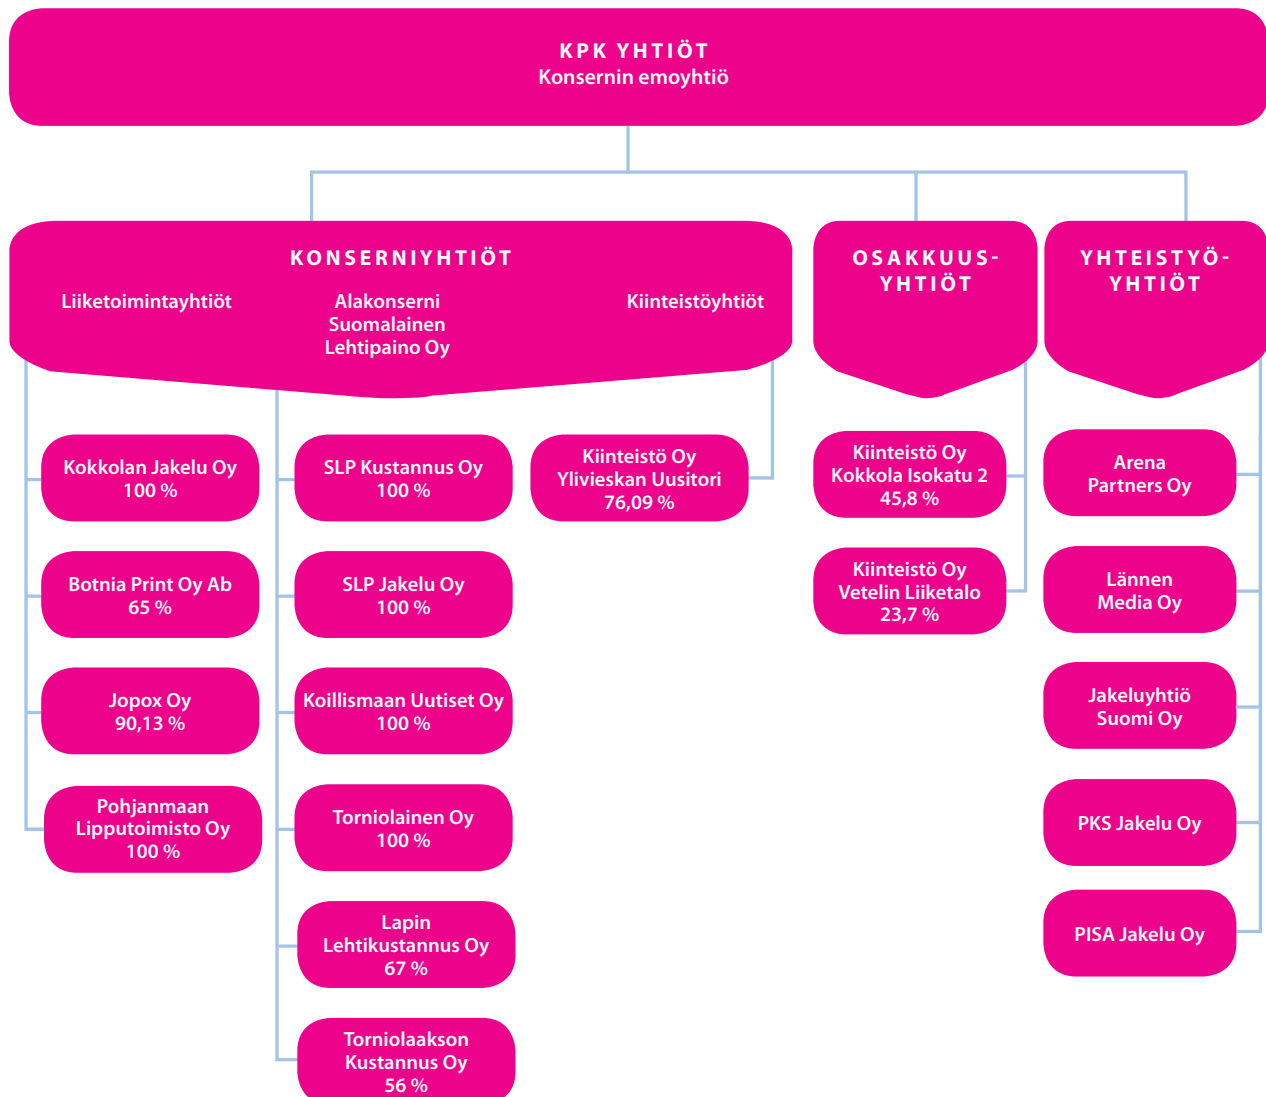 KPK YHTIÖT
Konsernin emoyhtiö
KONSERNIYHTIÖT
Liiketoimintayhtiöt
Alakonserni
Suomalainen
Lehtipaino Oy
Kiinteistöyhtiöt
Kokkolan Jakelu Oy
100 %
Botnia Print Oy Ab
65 %
Jopox Oy
90,13 %
Pohjanmaan
Lipputoimisto Oy
100 %
SLP Kustannus Oy
100 %
SLP Jakelu Oy
100 %
Koillismaan Uutiset Oy
100 %
Torniolainen Oy
100 %
Lapin
Lehtikustannus Oy
67 %
Torniolaakson
Kustannus Oy
56 %
Kiinteistö Oy
Ylivieskan Uusitori
76,09 %
OSAKKUUS-
YHTIÖT
Kiinteistö Oy
Kokkola Isokatu 2
45,8 %
Kiinteistö Oy
Vetelin Liiketalo
23,7 %
YHTEISTYÖ-
YHTIÖT
Arena
Partners Oy
Lännen
Media Oy
Jakeluyhtiö
Suomi Oy
PKS Jakelu Oy
PISA Jakelu Oy